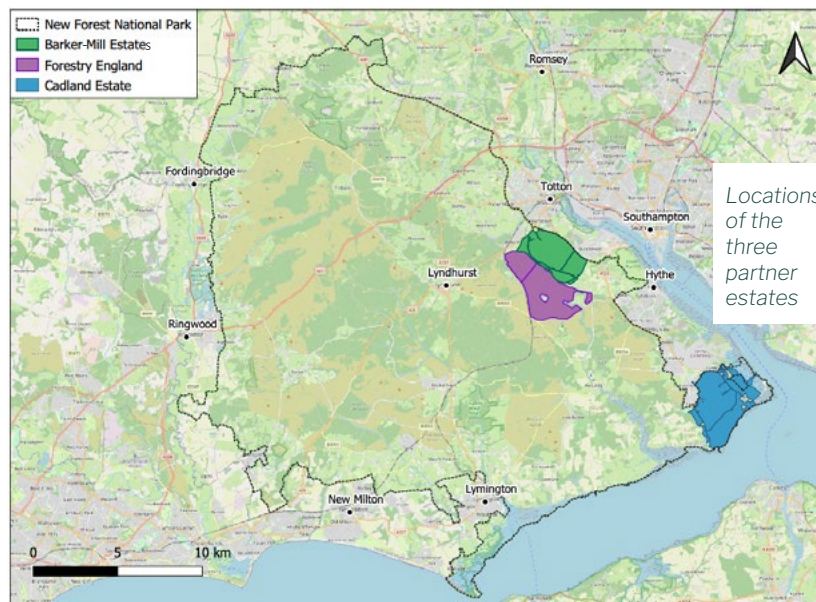 New Forest National Park
Barker-Mill Estates
Forestry England
Cadland Estate
N
Romsey
Fordingbridge
Totton
Southampton
Lyndhurst
Hythe
Ringwood
Lymington
New Milton
0 5 10 km
Locations
of the
three
partner
estates